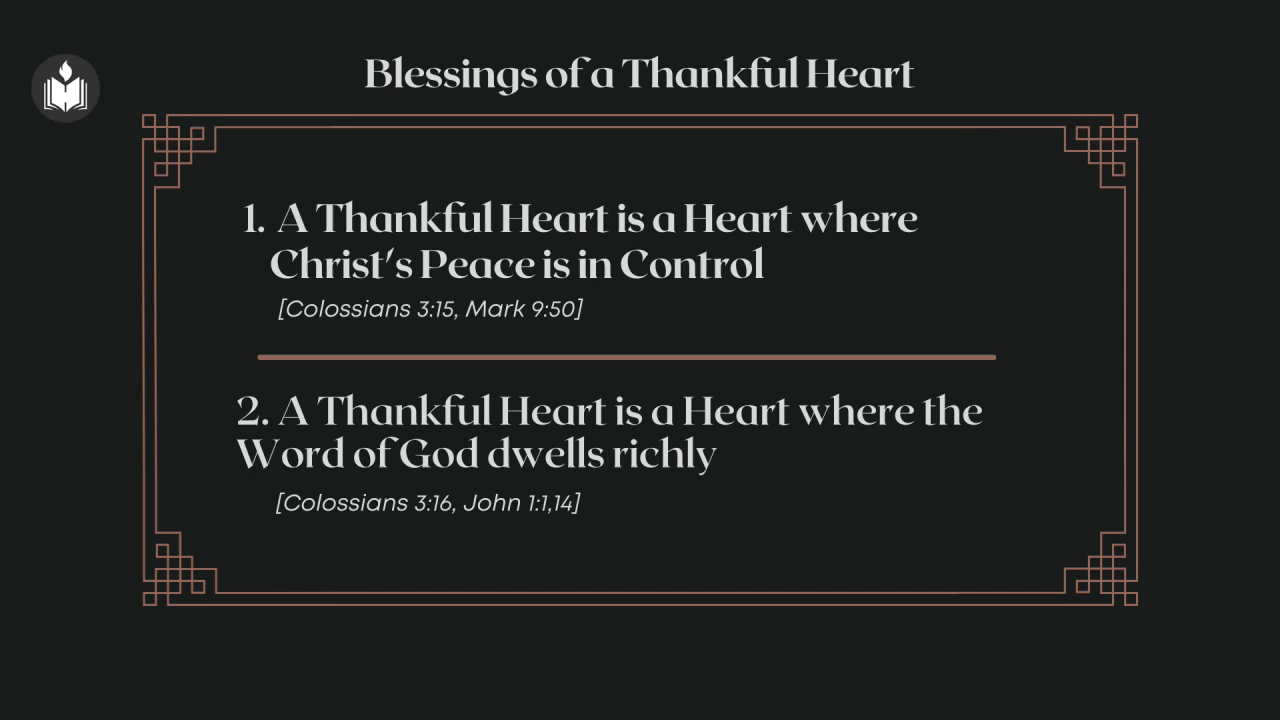 Blessings of a Thankful Heart
1. A Thankful Heart is a Heart where
Christ's Peace is in Control
[Colossians 3:15, Mark 9:50]
2. A Thankful Heart is a Heart where the
Word of God dwells richly
[Colossians 3:16, John 1:1,14]